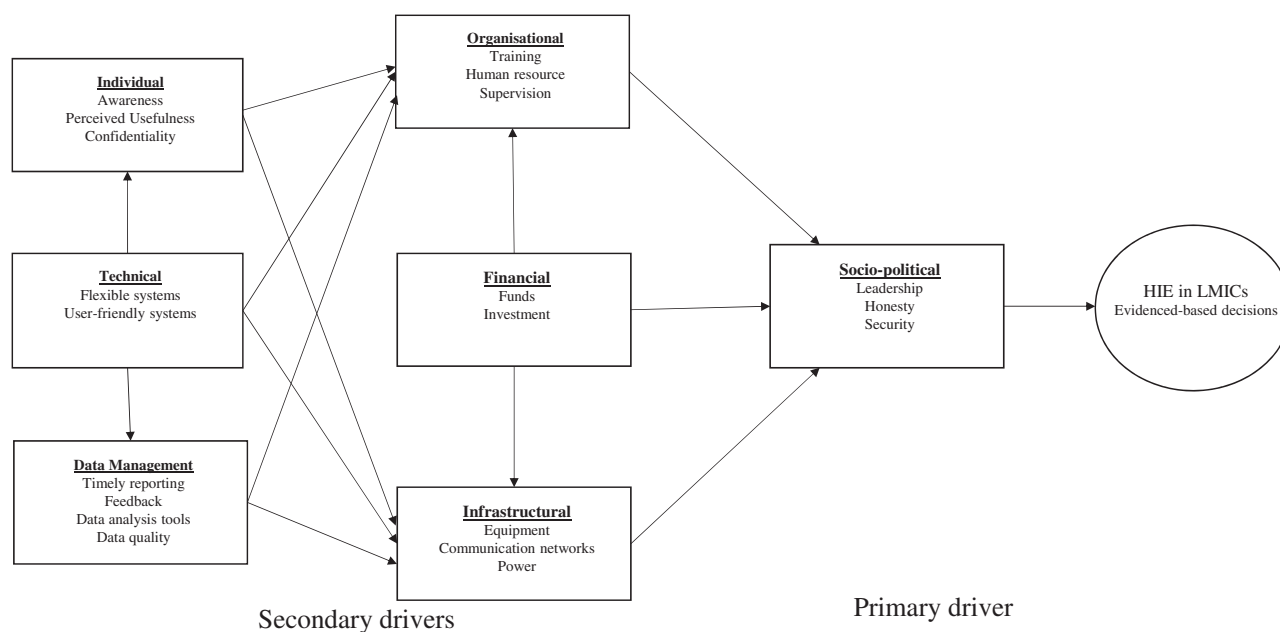 Individual
Awareness
Perceived Usefulness
Confidentiality
Technical
Flexible systems
User-friendly systems
Data Management
Timely reporting
Feedback
Data analysis tools
Data quality
Organisational
Training
Human resource
Supervision
Financial
Funds
Investment
Infrastructural
Equipment
Communication networks
Power
Socio-political
Leadership
Honesty
Security
HIE in LMICs
Evidenced-based decisions
Secondary drivers
Primary driver